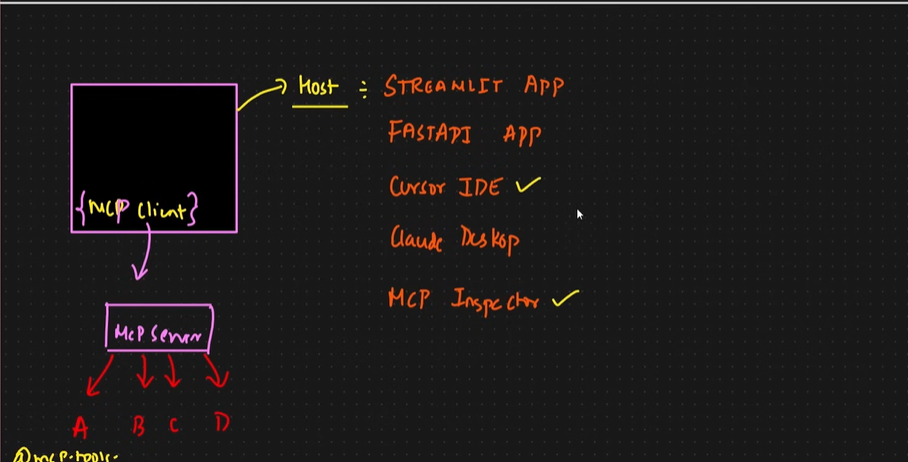 Host : STREAMLIT APP
FASTAPI APP
Cursor IDE
Claude Deskop
MCP Inspector
{MCP Client}
MCP Server
A B C D
@mcp.tools.